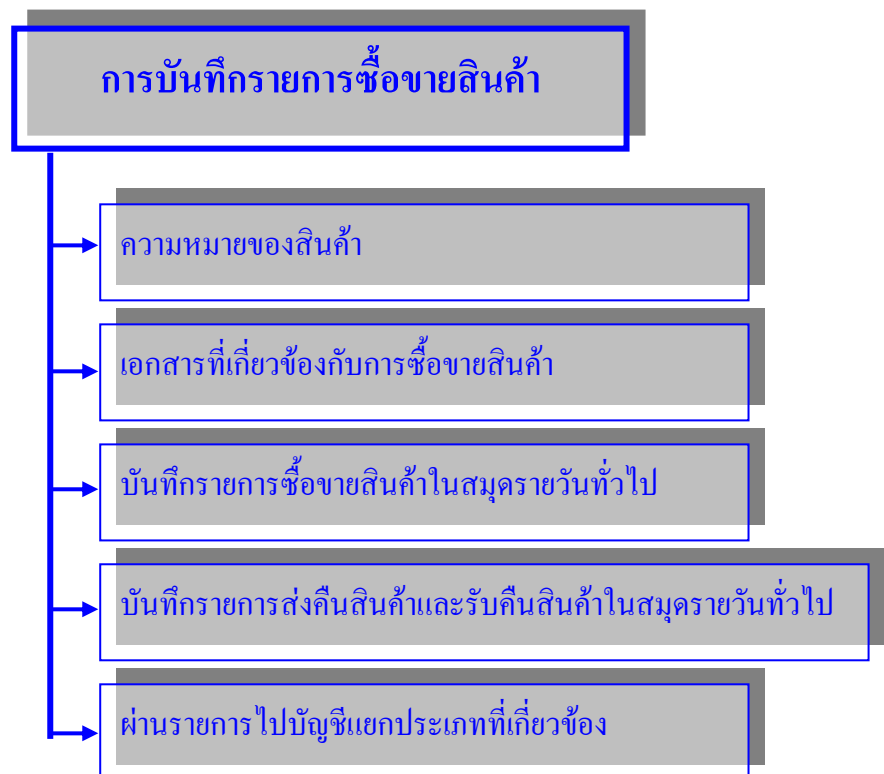 การบันทึกรายการซื้อขายสินค้า
ความหมายของสินค้า
เอกสารที่เกี่ยวข้องกับการซื้อขายสินค้า
บันทึกรายการซื้อขายสินค้าในสมุดรายวันทั่วไป
บันทึกรายการส่งคืนสินค้าและรับคืนสินค้าในสมุดรายวันทั่วไป
ผ่านรายการไปบัญชีแยกประเภทที่เกี่ยวข้อง